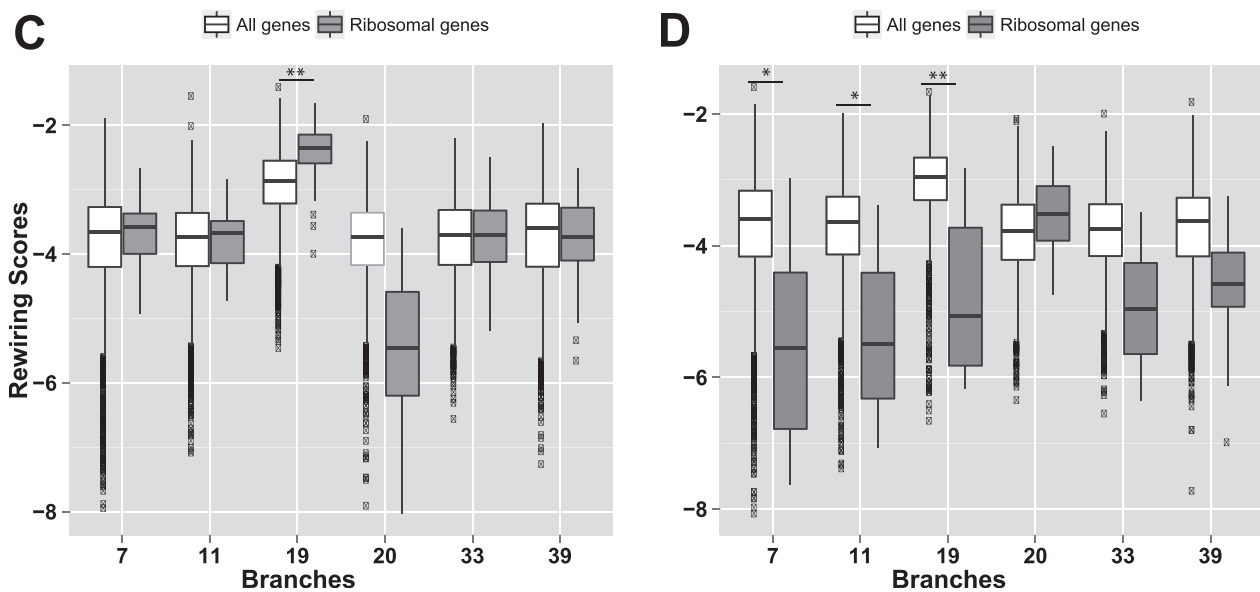 C
All genes Ribosomal genes
**
−2
−4
−6
−8
Rewiring Scores
7 11 19 20 33 39
Branches
D
All genes Ribosomal genes
*
*
**
−2
−4
−6
−8
7 11 19 20 33 39
Branches